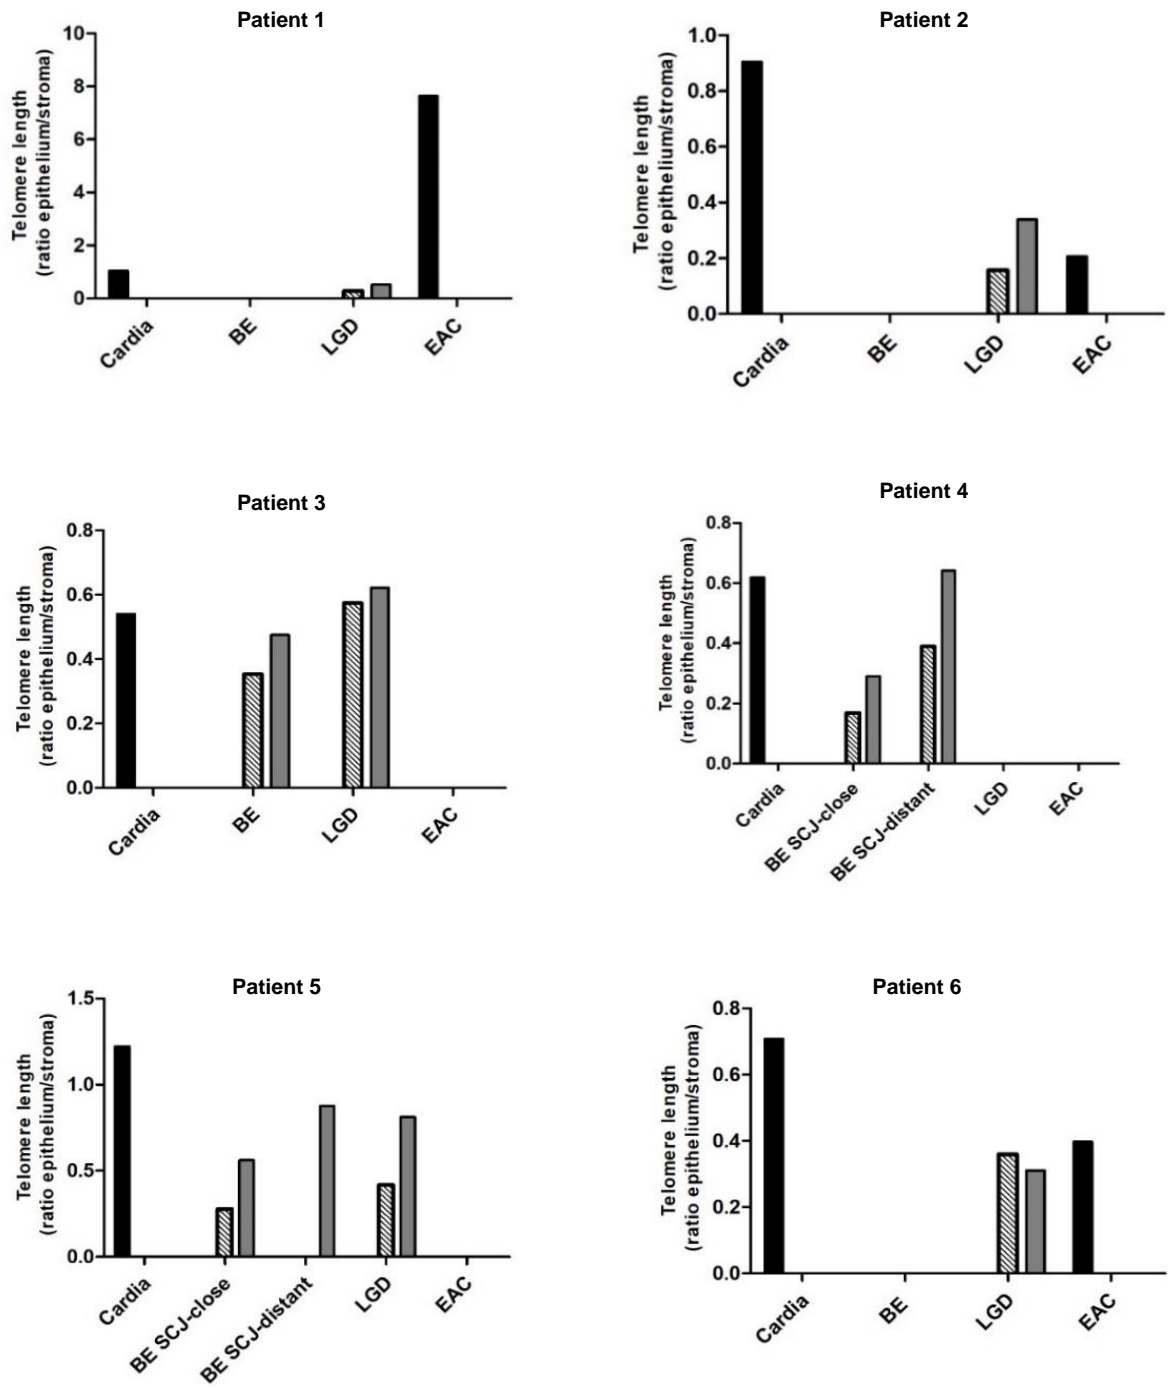 Patient 1
Telomere length
(ratio epithelium/stroma)
10
8
6
4
2
0
Cardia
BE
LGD
EAC
Patient 2
Telomere length
(ratio epithelium/stroma)
1.0
0.8
0.6
0.4
0.2
0.0
Cardia
BE
LGD
EAC
Patient 3
Telomere length
(ratio epithelium/stroma)
0.8
0.6
0.4
0.2
0.0
Cardia
BE
LGD
EAC
Patient 4
Telomere length
(ratio epithelium/stroma)
0.8
0.6
0.4
0.2
0.0
Cardia
BE SCJ-close
BE SCJ-distant
LGD
EAC
Patient 5
Telomere length
(ratio epithelium/stroma)
1.5
1.0
0.5
0.0
Cardia
BE SCJ-close
BE SCJ-distant
LGD
EAC
Patient 6
Telomere length
(ratio epithelium/stroma)
0.8
0.6
0.4
0.2
0.0
Cardia
BE
LGD
EAC